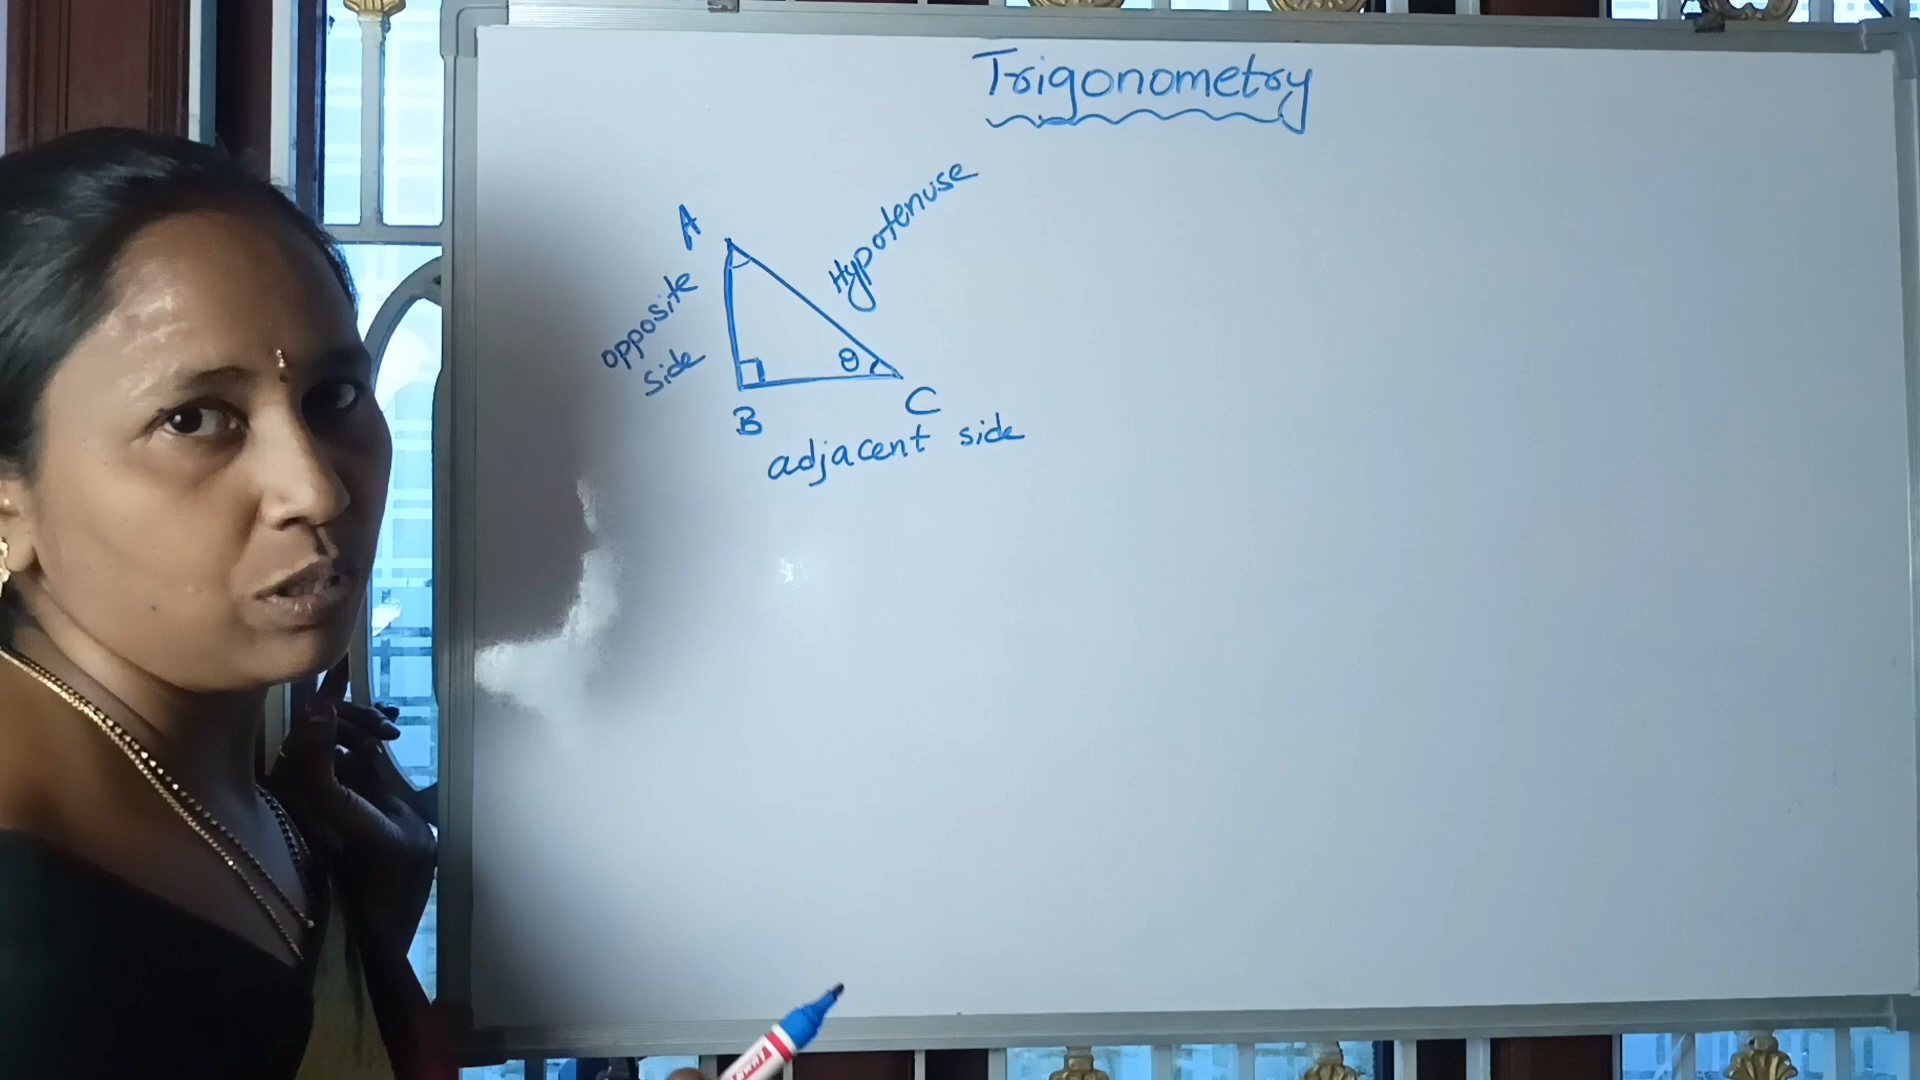 Trigonometry
A
Hypotenuse
opposite
side
θ
B
C
adjacent side